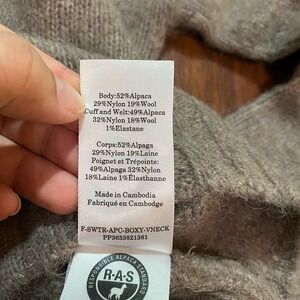 Body:52%Alpaca
29%Nylon 19%Wool
Cuff and Welt:49%Alpaca
32%Nylon 18%Wool
1%Elastane
Corps:52%Alpaga
29%Nylon 19%Laine
Poignet et Trépointe:
49%Alpaga 32%Nylon
18%Laine 1%Élasthanne
Made in Cambodia
Fabriqué en Cambodge
F-SWTR-APC-BOXY-VNECK
PP3633821361
RESPONSIBLE ALPACA STANDARD
R·A·S